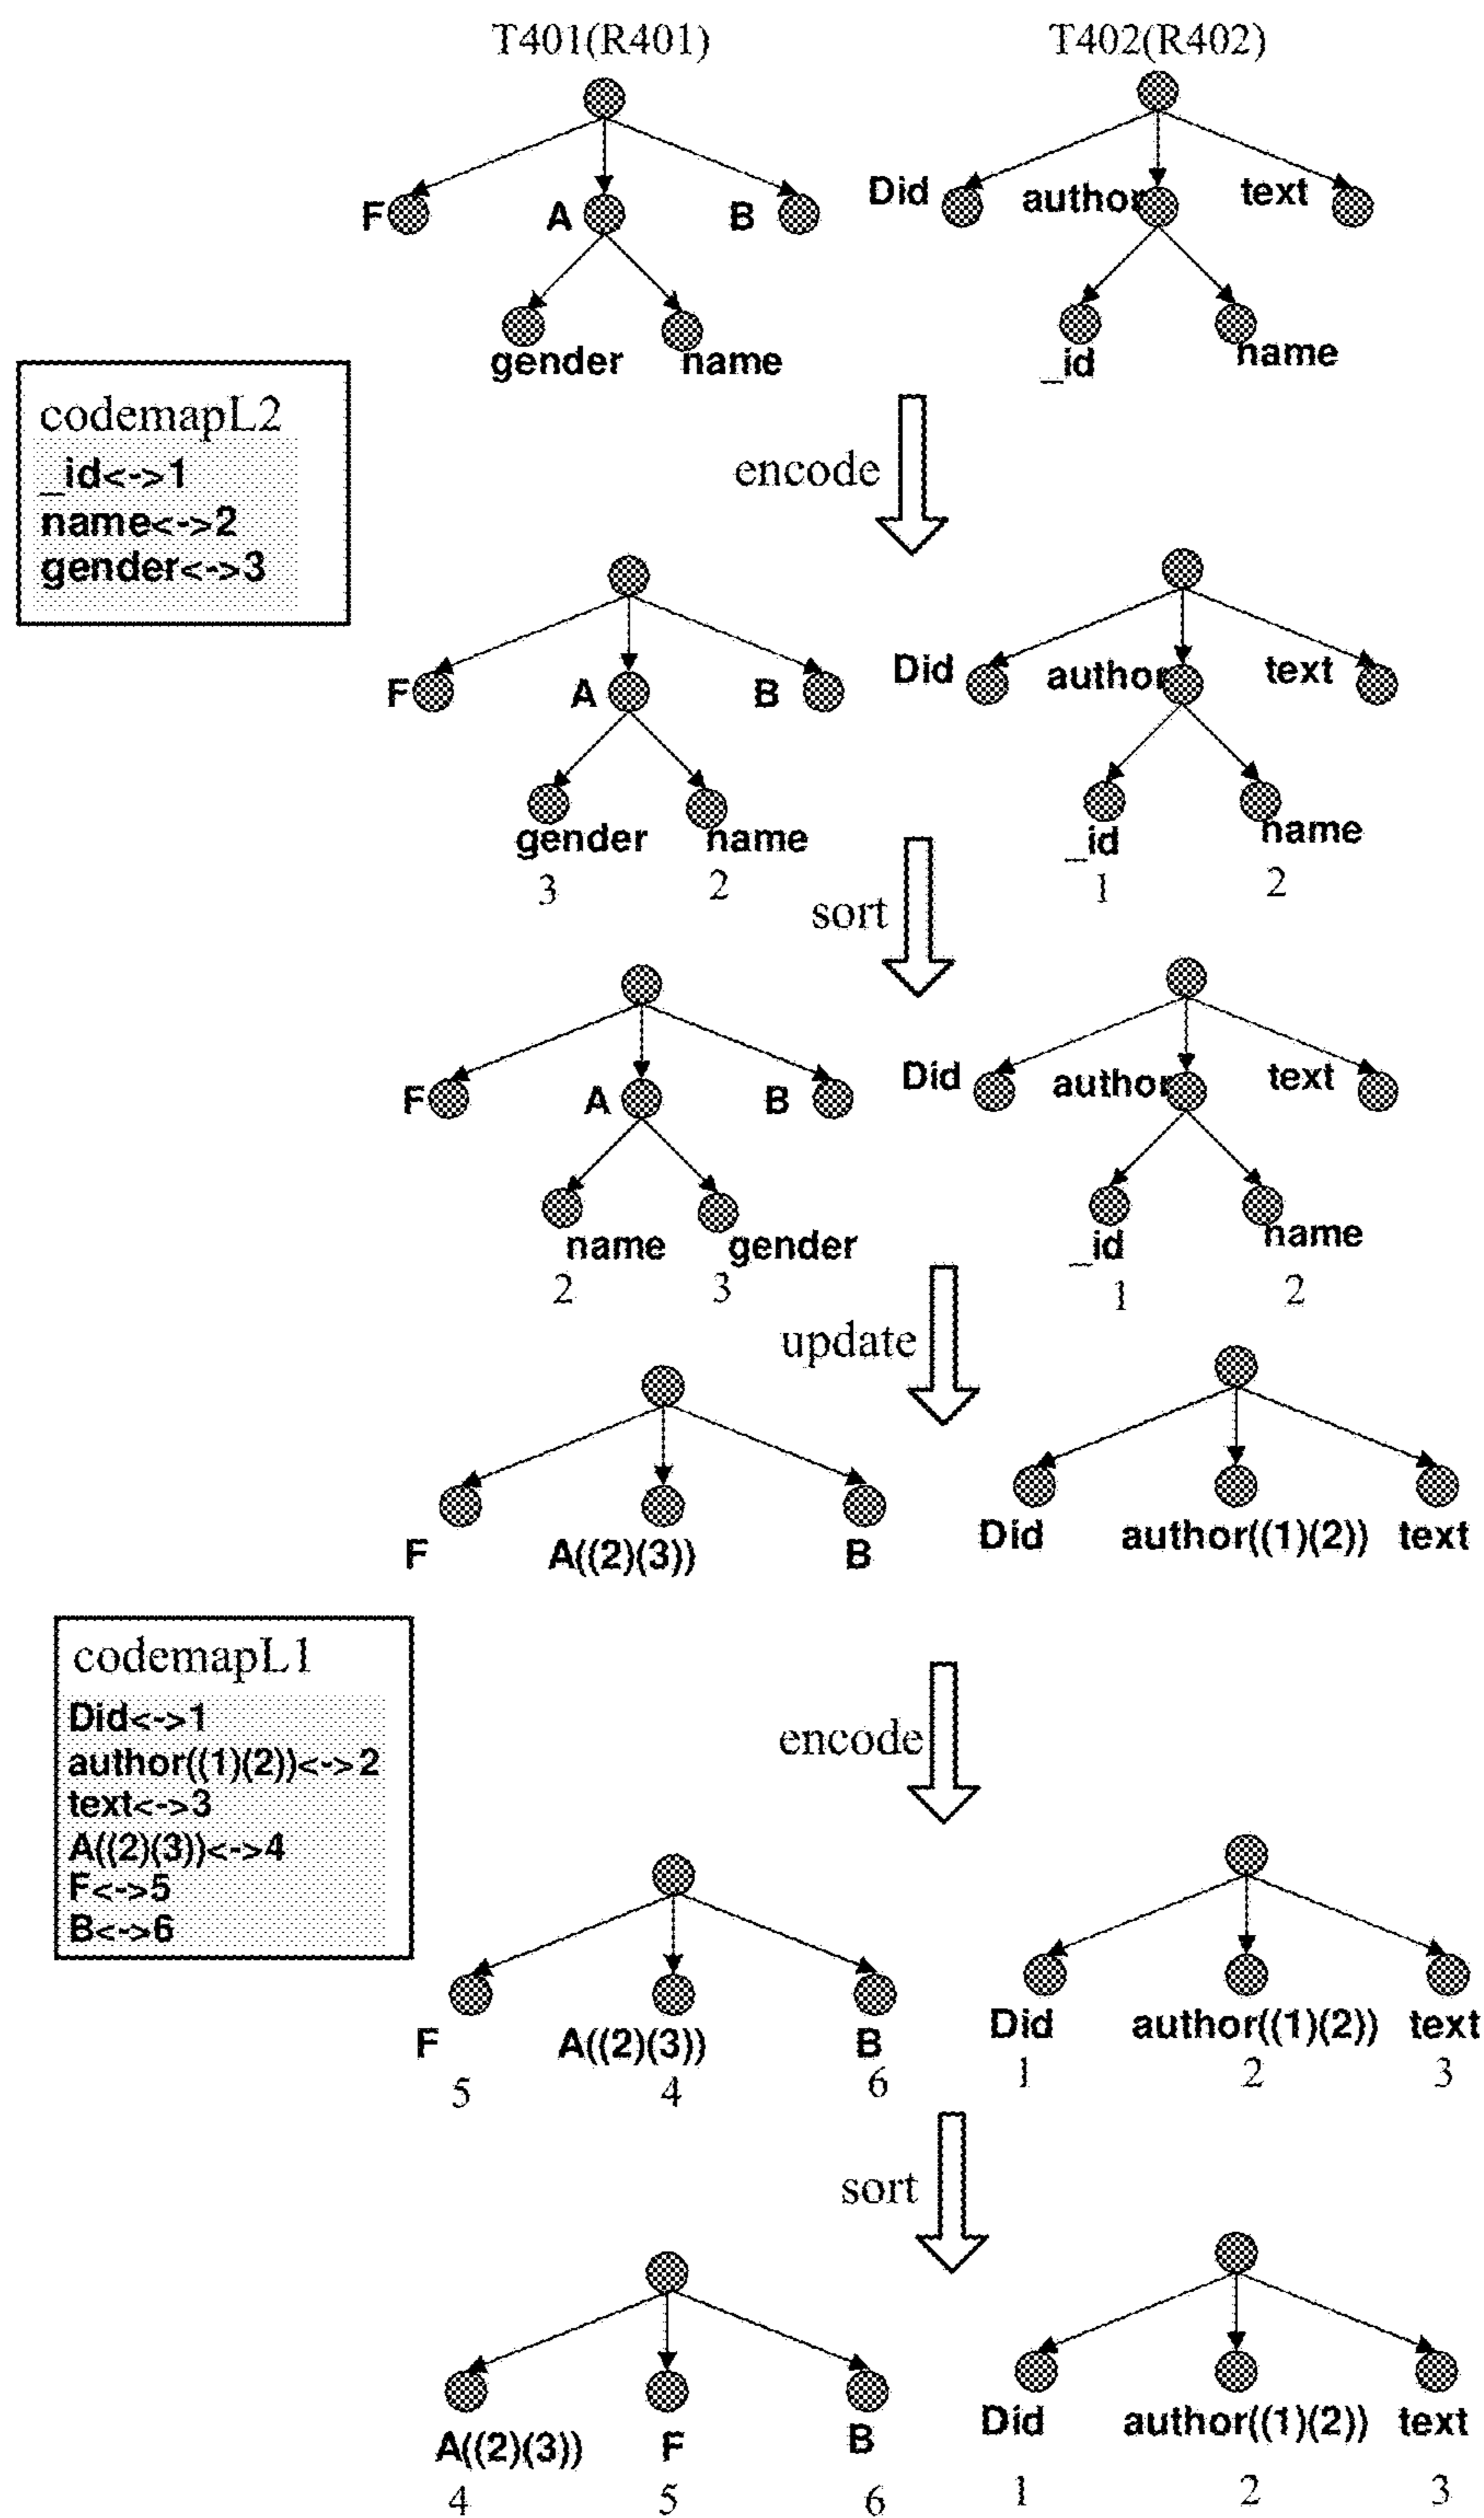 T401(R401) T402(R402)
F A B Did author text
gender name _id name
codemapL2
_id<->1
name<->2
gender<->3
encode
F A B Did author text
gender name _id name
3 2 1 2
sort
F A B Did author text
name gender _id name
2 3 1 2
update
F A((2)(3)) B Did author((1)(2)) text
codemapL1
Did<->1
author((1)(2))<->2
text<->3
A((2)(3))<->4
F<->5
B<->6
encode
F A((2)(3)) B Did author((1)(2)) text
5 4 6 1 2 3
sort
A((2)(3)) F B Did author((1)(2)) text
4 5 6 1 2 3